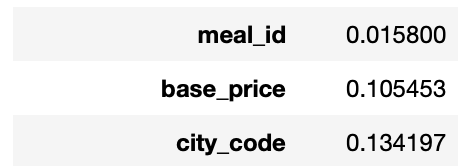 meal_id 0.015800
base_price 0.105453
city_code 0.134197